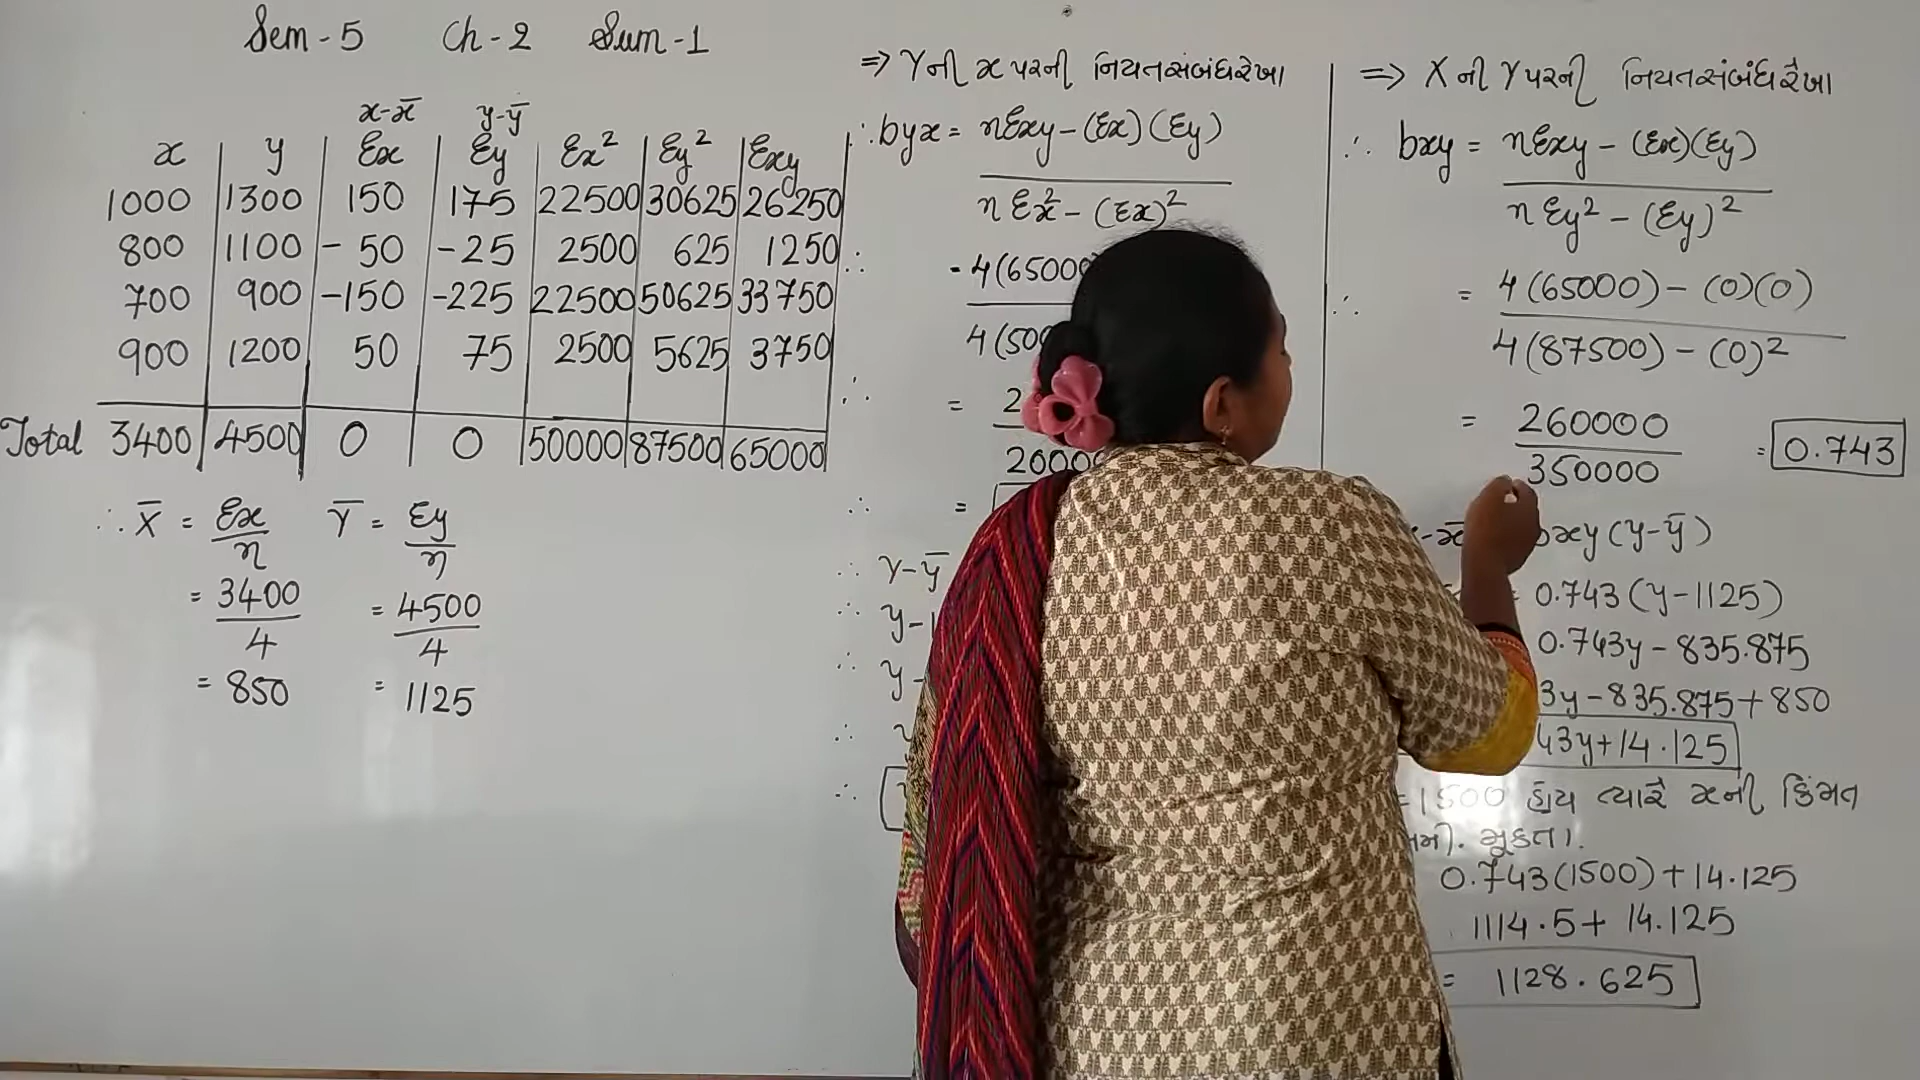 Sem - 5 Ch - 2 Sum - 1
x-x̄ y-ȳ
x y Ex Ey Ex² Ey² Exy
1000 1300 150 175 22500 30625 26250
800 1100 - 50 -25 2500 625 1250
700 900 -150 -225 22500 50625 33750
900 1200 50 75 2500 5625 3750
Total 3400 4500 0 0 50000 87500 65000
∴ X̄ = Ex/n Ȳ = Ey/n
= 3400/4 = 4500/4
= 850 = 1125
⇒ Yની x પરની નિયતસંબંધરેખા
∴ byx = nExy - (Ex)(Ey)
nEx² - (Ex)²
∴ = 4(65000
4(500
∴ = 2
20000
∴ =
∴ Y-ȳ
∴ y-1
∴ y-
∴
∴
⇒ X ની Y પરની નિયતસંબંધરેખા
∴ bxy = nExy - (Ex)(Ey)
nEy² - (Ey)²
∴ = 4(65000) - (0)(0)
4(87500) - (0)²
= 260000/350000 = 0.743
-x̄ bxy (y-ȳ)
0.743 (y-1125)
0.743y - 835.875
3y - 835.875 + 850
43y + 14.125
=1500 હોય ત્યારે xની કિંમત
મૂકતા.
0.743(1500) + 14.125
1114.5 + 14.125
= 1128.625